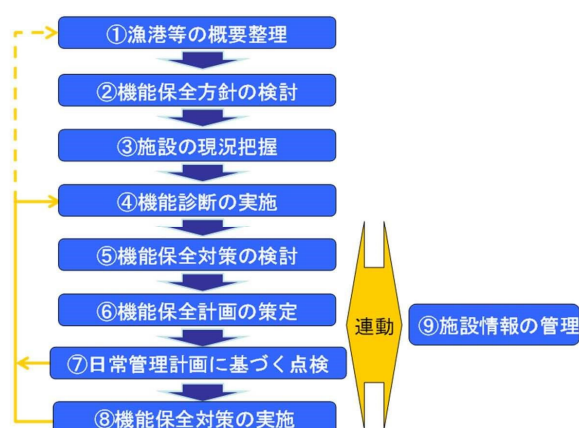 ①漁港等の概要整理
②機能保全方針の検討
③施設の現況把握
④機能診断の実施
⑤機能保全対策の検討
⑥機能保全計画の策定
連動
⑨施設情報の管理
⑦日常管理計画に基づく点検
⑧機能保全対策の実施